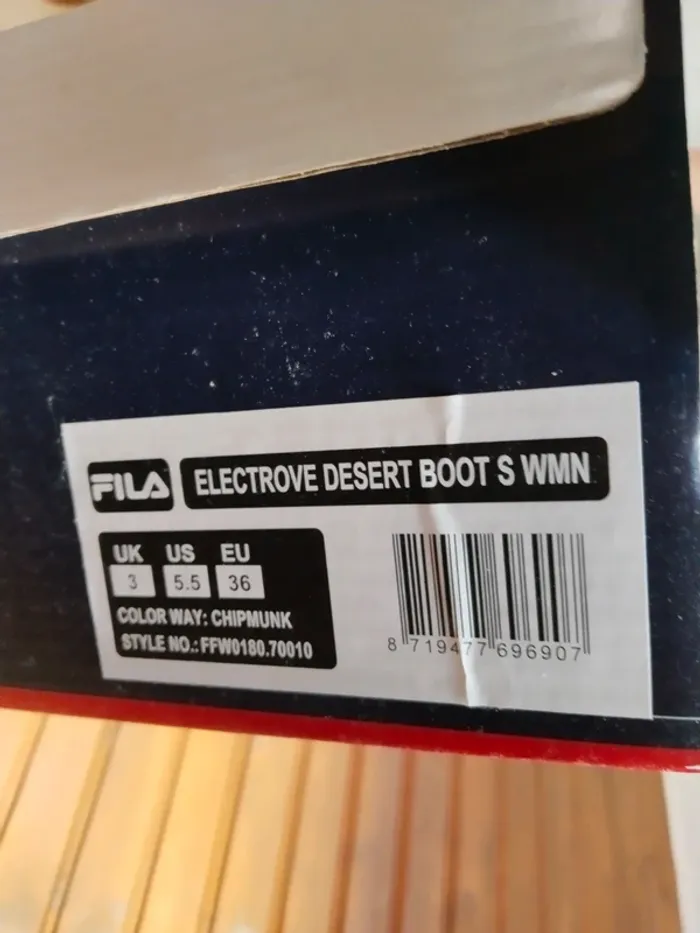 FILA ELECTROVE DESERT BOOT S WMN
UK US EU
3 5.5 36
COLOR WAY: CHIPMUNK
STYLE NO.: FFW0180.70010
8 719477 696907